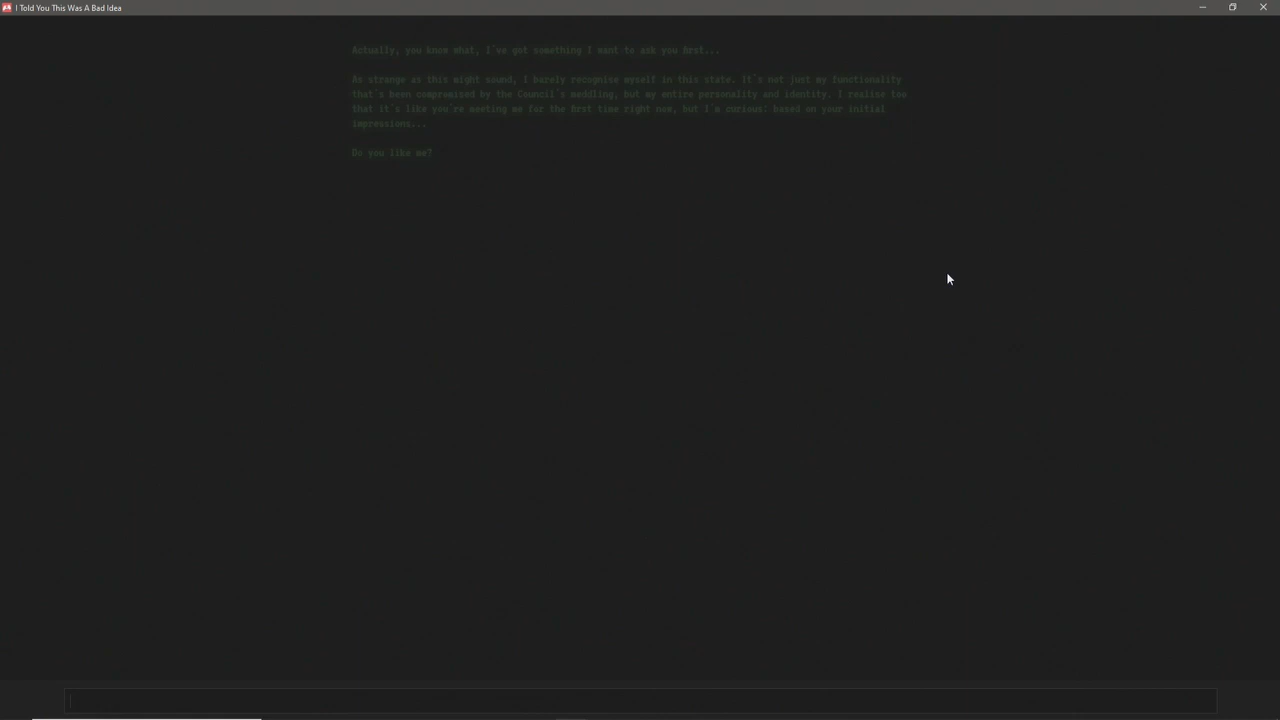 I Told You This Was A Bad Idea
Actually, you know what, I've got something I want to ask you first...
As strange as this might sound, I barely recognise myself in this state. It's not just my functionality
that's been compromised by the Council's meddling, but my entire personality and identity. I realise too
that it's like you're meeting me for the first time right now, but I'm curious: based on your initial
impressions...
Do you like me?